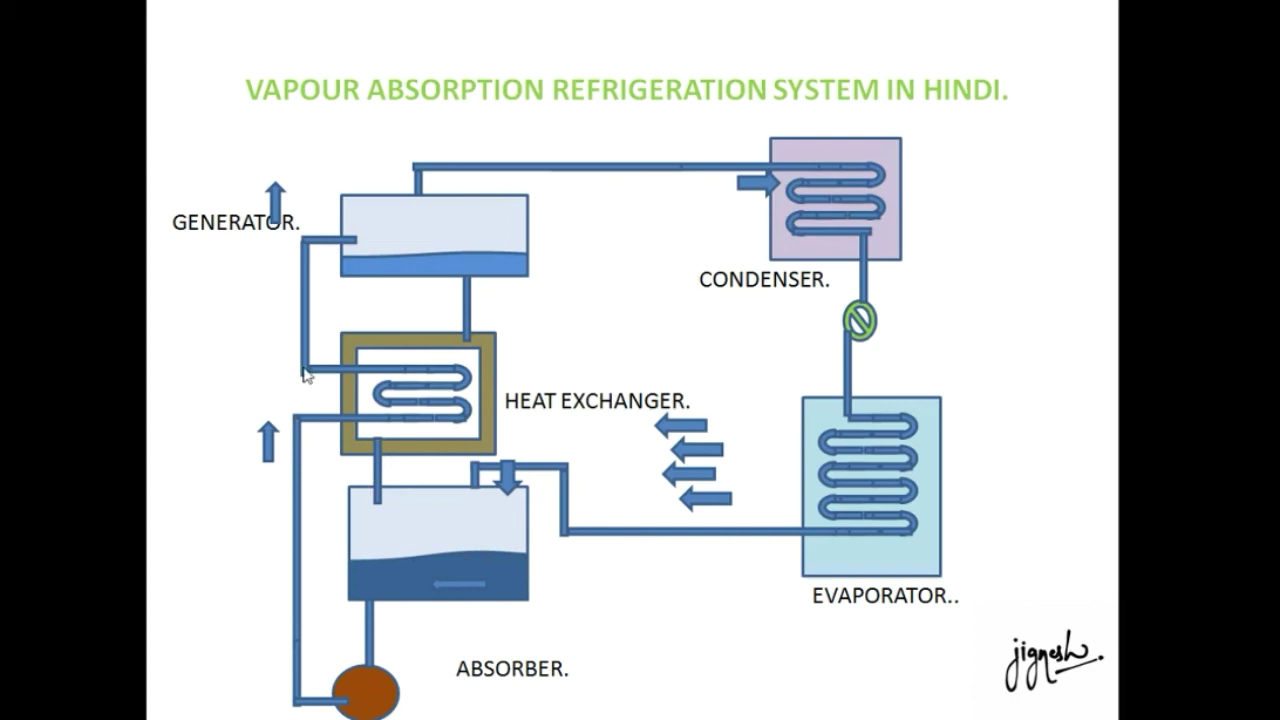 VAPOUR ABSORPTION REFRIGERATION SYSTEM IN HINDI.
GENERATOR.
CONDENSER.
HEAT EXCHANGER.
EVAPORATOR..
ABSORBER.
jignesh.